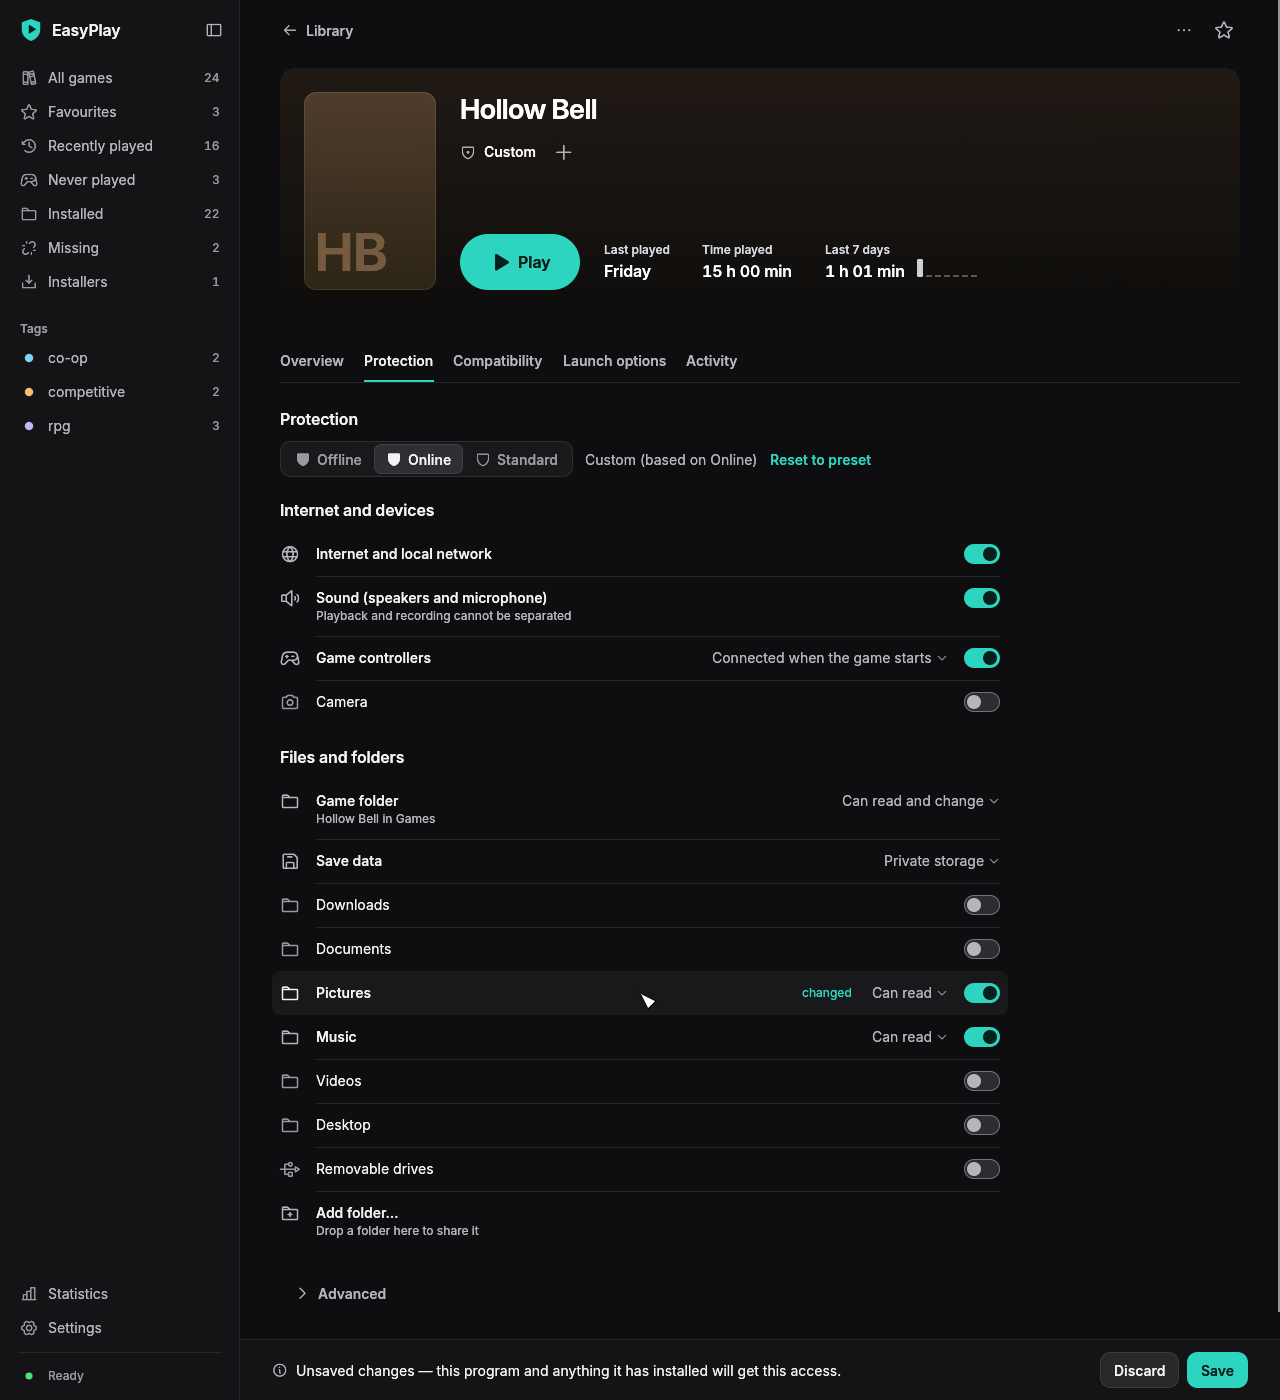 EasyPlay
All games 24
Favourites 3
Recently played 16
Never played 3
Installed 22
Missing 2
Installers 1
Tags
co-op 2
competitive 2
rpg 3
Statistics
Settings
Ready
Library
HB
Hollow Bell
Custom
Play
Last played
Friday
Time played
15 h 00 min
Last 7 days
1 h 01 min
Overview Protection Compatibility Launch options Activity
Protection
Offline Online Standard Custom (based on Online) Reset to preset
Internet and devices
Internet and local network
Sound (speakers and microphone)
Playback and recording cannot be separated
Game controllers Connected when the game starts
Camera
Files and folders
Game folder Can read and change
Hollow Bell in Games
Save data Private storage
Downloads
Documents
Pictures changed Can read
Music Can read
Videos
Desktop
Removable drives
Add folder...
Drop a folder here to share it
Advanced
Unsaved changes — this program and anything it has installed will get this access. Discard Save